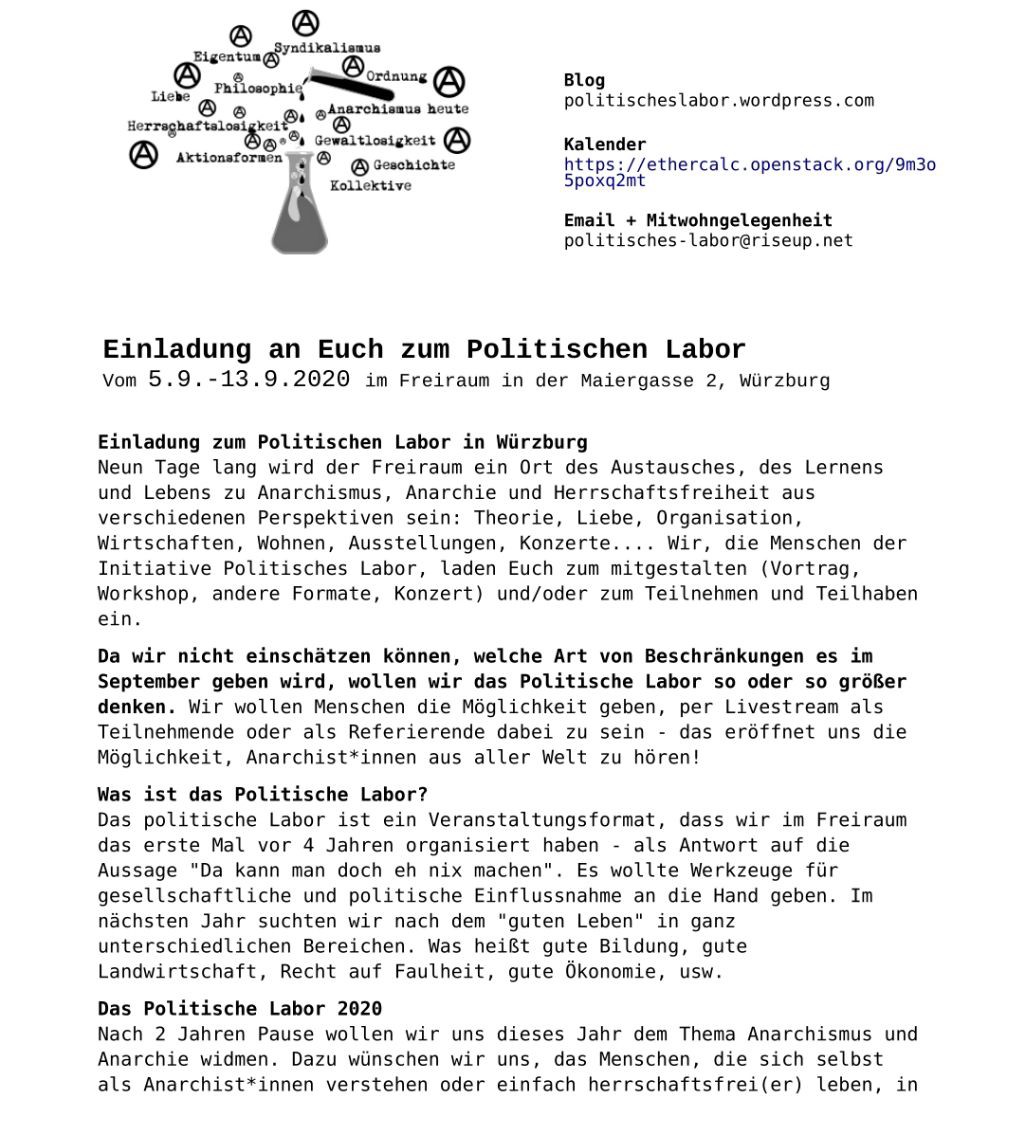 Syndikalismus
Eigentum
Ordnung
Philosophie
Liebe
Anarchismus heute
Herrschaftslosigkeit
Gewaltlosigkeit
Aktionsformen
Geschichte
Kollektive
Blog
politischeslabor.wordpress.com
Kalender
https://ethercalc.openstack.org/9m3o
5poxq2mt
Email + Mitwohngelegenheit
politisches-labor@riseup.net
Einladung an Euch zum Politischen Labor
Vom 5.9.-13.9.2020 im Freiraum in der Maiergasse 2, Würzburg
Einladung zum Politischen Labor in Würzburg
Neun Tage lang wird der Freiraum ein Ort des Austausches, des Lernens
und Lebens zu Anarchismus, Anarchie und Herrschaftsfreiheit aus
verschiedenen Perspektiven sein: Theorie, Liebe, Organisation,
Wirtschaften, Wohnen, Ausstellungen, Konzerte.... Wir, die Menschen der
Initiative Politisches Labor, laden Euch zum mitgestalten (Vortrag,
Workshop, andere Formate, Konzert) und/oder zum Teilnehmen und Teilhaben
ein.
Da wir nicht einschätzen können, welche Art von Beschränkungen es im
September geben wird, wollen wir das Politische Labor so oder so größer
denken. Wir wollen Menschen die Möglichkeit geben, per Livestream als
Teilnehmende oder als Referierende dabei zu sein - das eröffnet uns die
Möglichkeit, Anarchist*innen aus aller Welt zu hören!
Was ist das Politische Labor?
Das politische Labor ist ein Veranstaltungsformat, dass wir im Freiraum
das erste Mal vor 4 Jahren organisiert haben - als Antwort auf die
Aussage "Da kann man doch eh nix machen". Es wollte Werkzeuge für
gesellschaftliche und politische Einflussnahme an die Hand geben. Im
nächsten Jahr suchten wir nach dem "guten Leben" in ganz
unterschiedlichen Bereichen. Was heißt gute Bildung, gute
Landwirtschaft, Recht auf Faulheit, gute Ökonomie, usw.
Das Politische Labor 2020
Nach 2 Jahren Pause wollen wir uns dieses Jahr dem Thema Anarchismus und
Anarchie widmen. Dazu wünschen wir uns, das Menschen, die sich selbst
als Anarchist*innen verstehen oder einfach herrschaftsfrei(er) leben, in